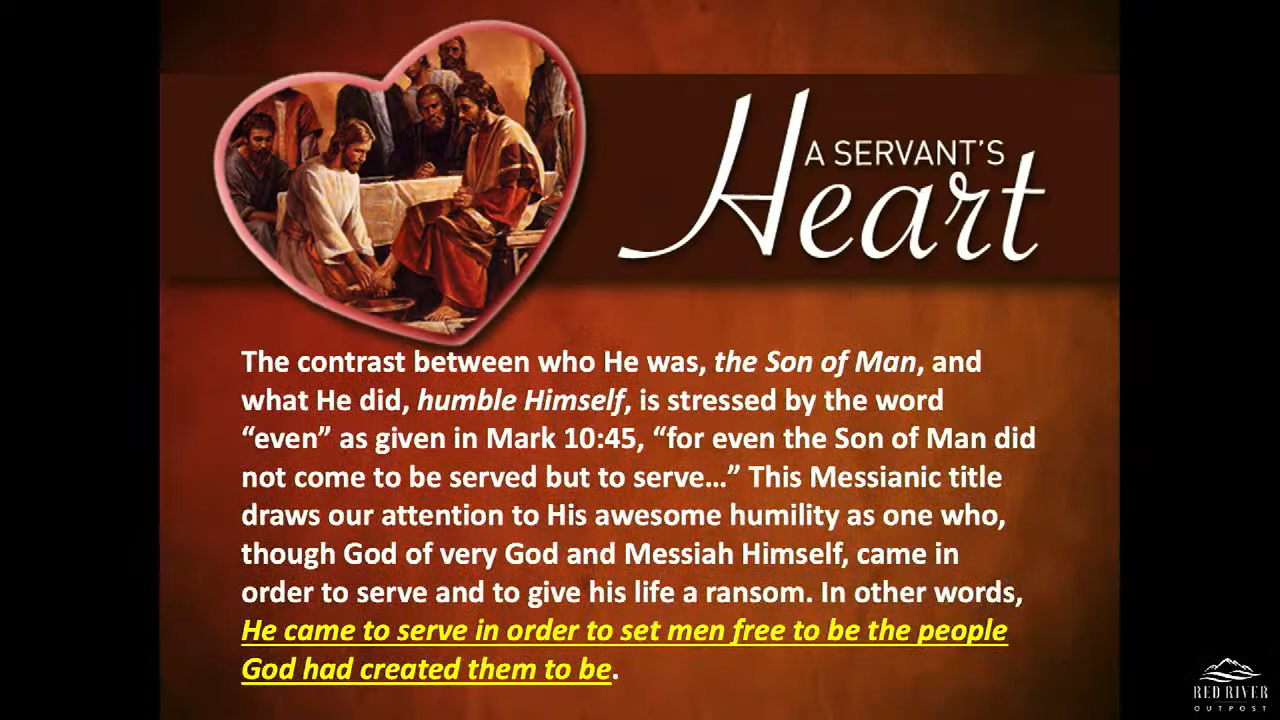 A SERVANT'S
Heart
The contrast between who He was, the Son of Man, and
what He did, humble Himself, is stressed by the word
“even” as given in Mark 10:45, “for even the Son of Man did
not come to be served but to serve…” This Messianic title
draws our attention to His awesome humility as one who,
though God of very God and Messiah Himself, came in
order to serve and to give his life a ransom. In other words,
He came to serve in order to set men free to be the people
God had created them to be.
RED RIVER
OUTPOST